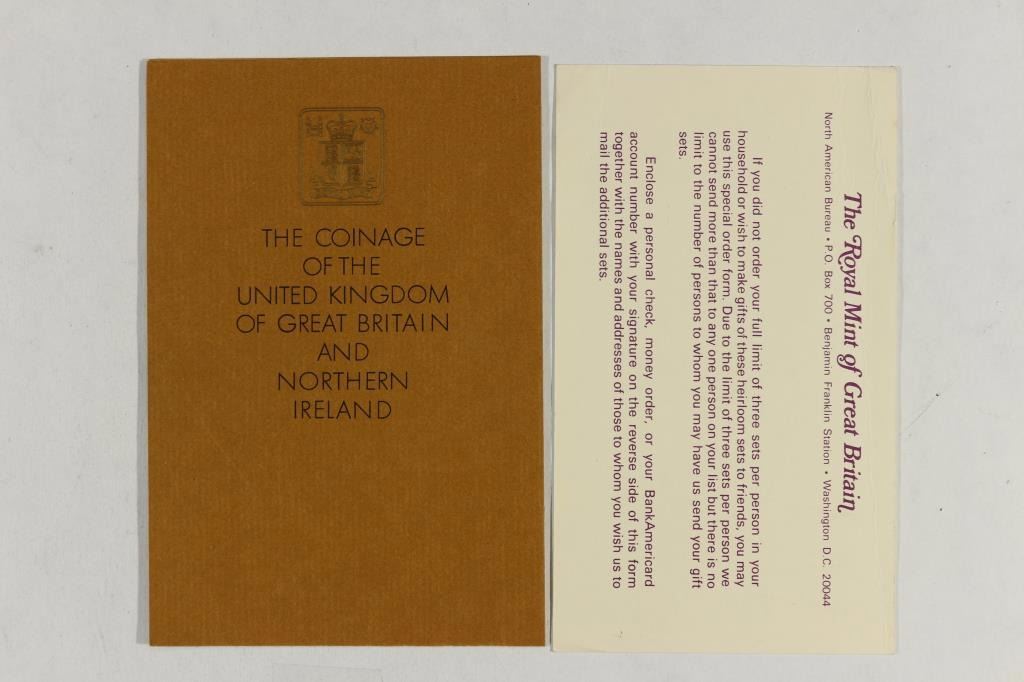 THE COINAGE
OF THE
UNITED KINGDOM
OF GREAT BRITAIN
AND
NORTHERN
IRELAND
The Royal Mint of Great Britain
North American Bureau • P.O. Box 700 • Benjamin Franklin Station • Washington D.C. 20044
If you did not order your full limit of three sets per person in your
household or wish to make gifts of these heirloom sets to friends, you may
use this special order form. Due to the limit of three sets per person we
cannot send more than that to any one person on your list but there is no
limit to the number of persons to whom you may have us send your gift
sets.
Enclose a personal check, money order, or your BankAmericard
account number with your signature on the reverse side of this form
together with the names and addresses of those to whom you wish us to
mail the additional sets.